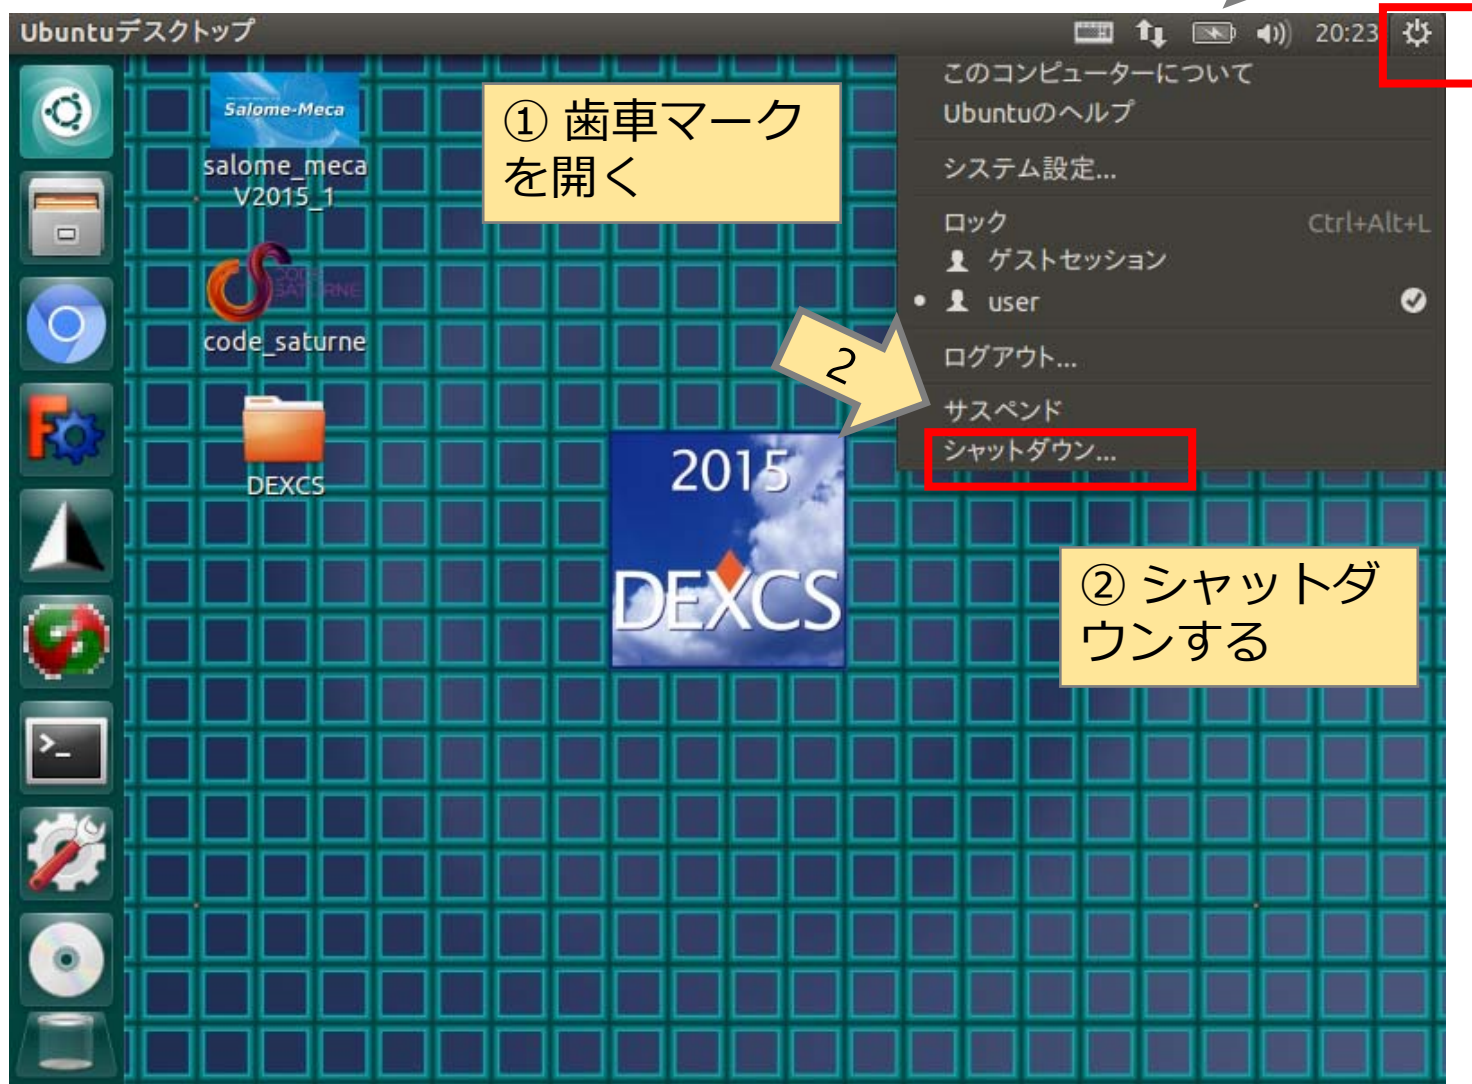 Ubuntuデスクトップ
20:23
Salome-Meca
salome_meca
V2015_1
CODE
SATURNE
code_saturne
DEXCS
① 歯車マーク
を開く
このコンピューターについて
Ubuntuのヘルプ
システム設定...
ロック Ctrl+Alt+L
ゲストセッション
user
ログアウト...
サスペンド
シャットダウン...
2
2015
DEXCS
② シャットダ
ウンする
>_